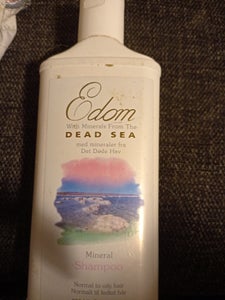 Edom
With Minerals From The
DEAD SEA
med mineraler fra
Det Døde Hav
Mineral
Shampoo
Normal to oily hair
Normalt til fedtet hår